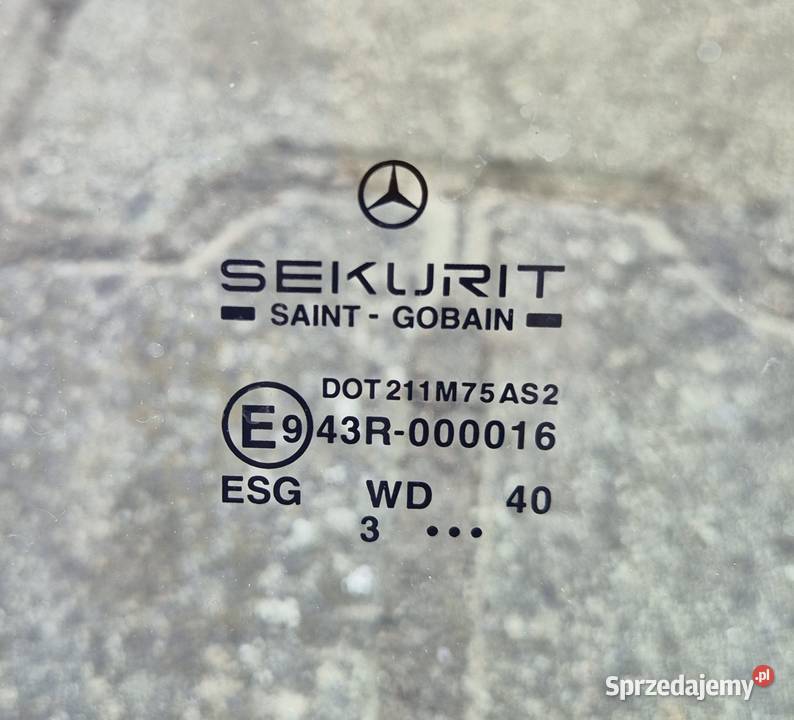 SEKURIT
SAINT - GOBAIN
DOT 211 M75 AS2
E9 43R-000016
ESG WD 40
3 •••
Sprzedajemy.pl